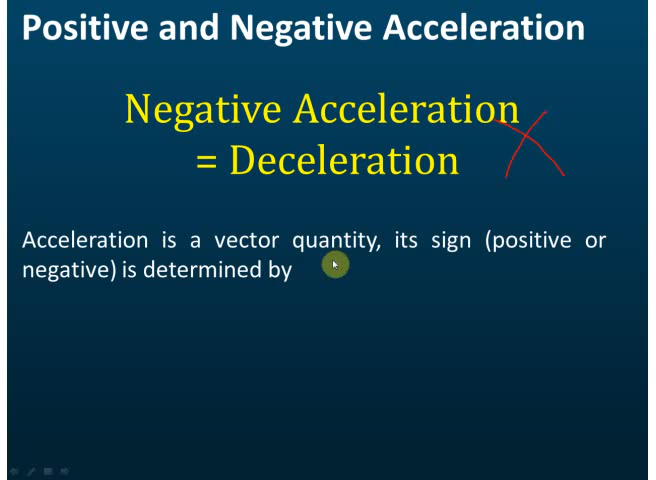 Positive and Negative Acceleration
Negative Acceleration
= Deceleration
Acceleration is a vector quantity, its sign (positive or
negative) is determined by